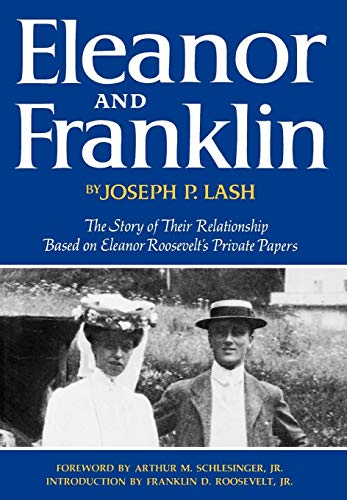 Eleanor
AND
Franklin
BY JOSEPH P. LASH
The Story of Their Relationship
Based on Eleanor Roosevelt's Private Papers
FOREWORD BY ARTHUR M. SCHLESINGER, JR.
INTRODUCTION BY FRANKLIN D. ROOSEVELT, JR.